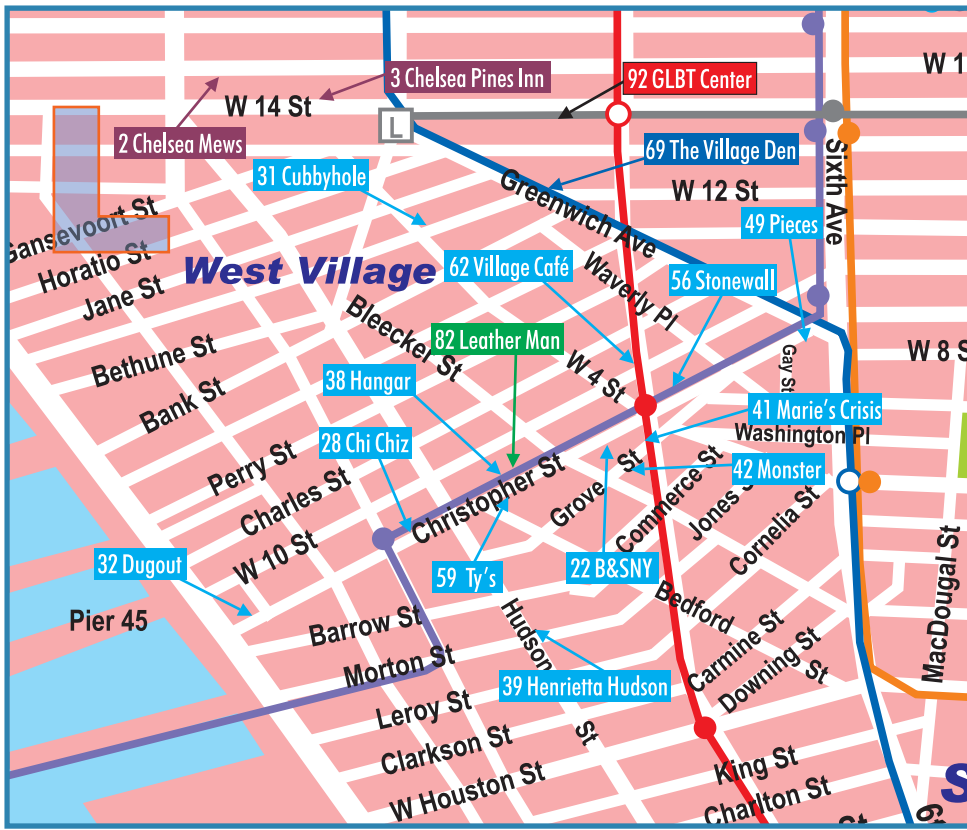 W 1
3 Chelsea Pines Inn
92 GLBT Center
W 14 St
L
2 Chelsea Mews
69 The Village Den
31 Cubbyhole
Greenwich Ave
W 12 St
Sixth Ave
49 Pieces
Gansevoort St
Horatio St
West Village
62 Village Café
Waverly Pl
56 Stonewall
Jane St
Bleecker St
82 Leather Man
Bethune St
W 4 St
Gay St
W 8 S
38 Hangar
Bank St
41 Marie's Crisis
Washington Pl
28 Chi Chiz
Perry St
Christopher St
Grove St
42 Monster
Charles St
Commerce St
Jones S
Cornelia St
W 10 St
32 Dugout
59 Ty's
22 B&SNY
MacDougal St
Pier 45
Barrow St
Hudson St
Bedford St
Morton St
Carmine St
39 Henrietta Hudson
Downing St
Leroy St
Clarkson St
W Houston St
King St
S
Charlton St
St
6t